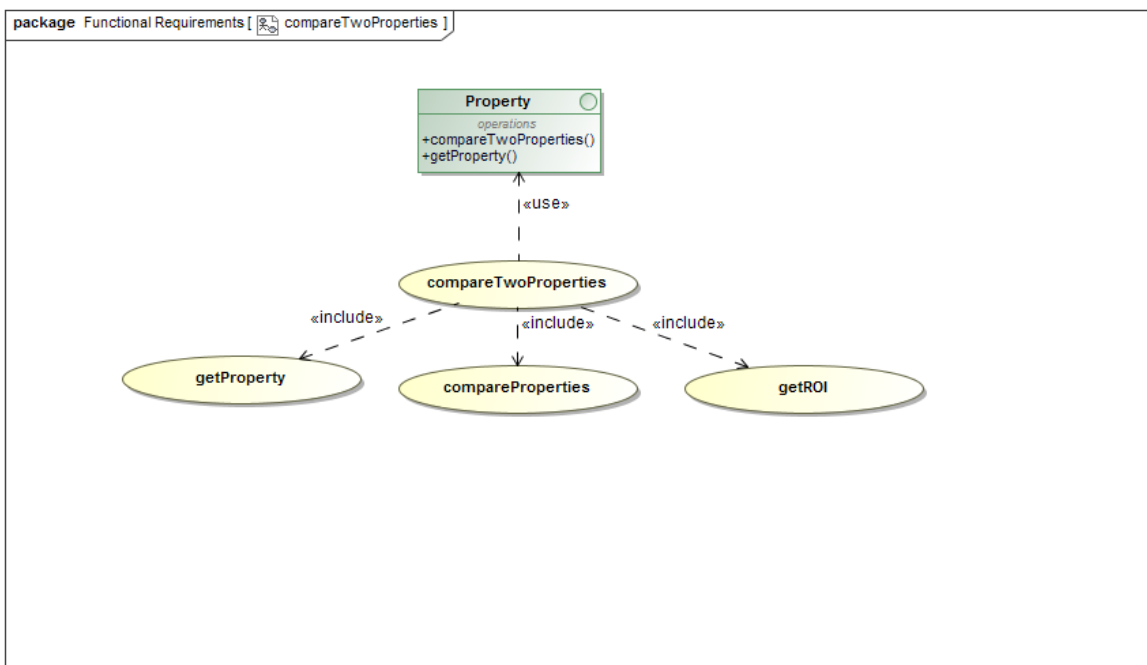 package Functional Requirements [ compareTwoProperties ]
Property
operations
+compareTwoProperties()
+getProperty()
«use»
compareTwoProperties
«include»
«include»
«include»
getProperty
compareProperties
getROI